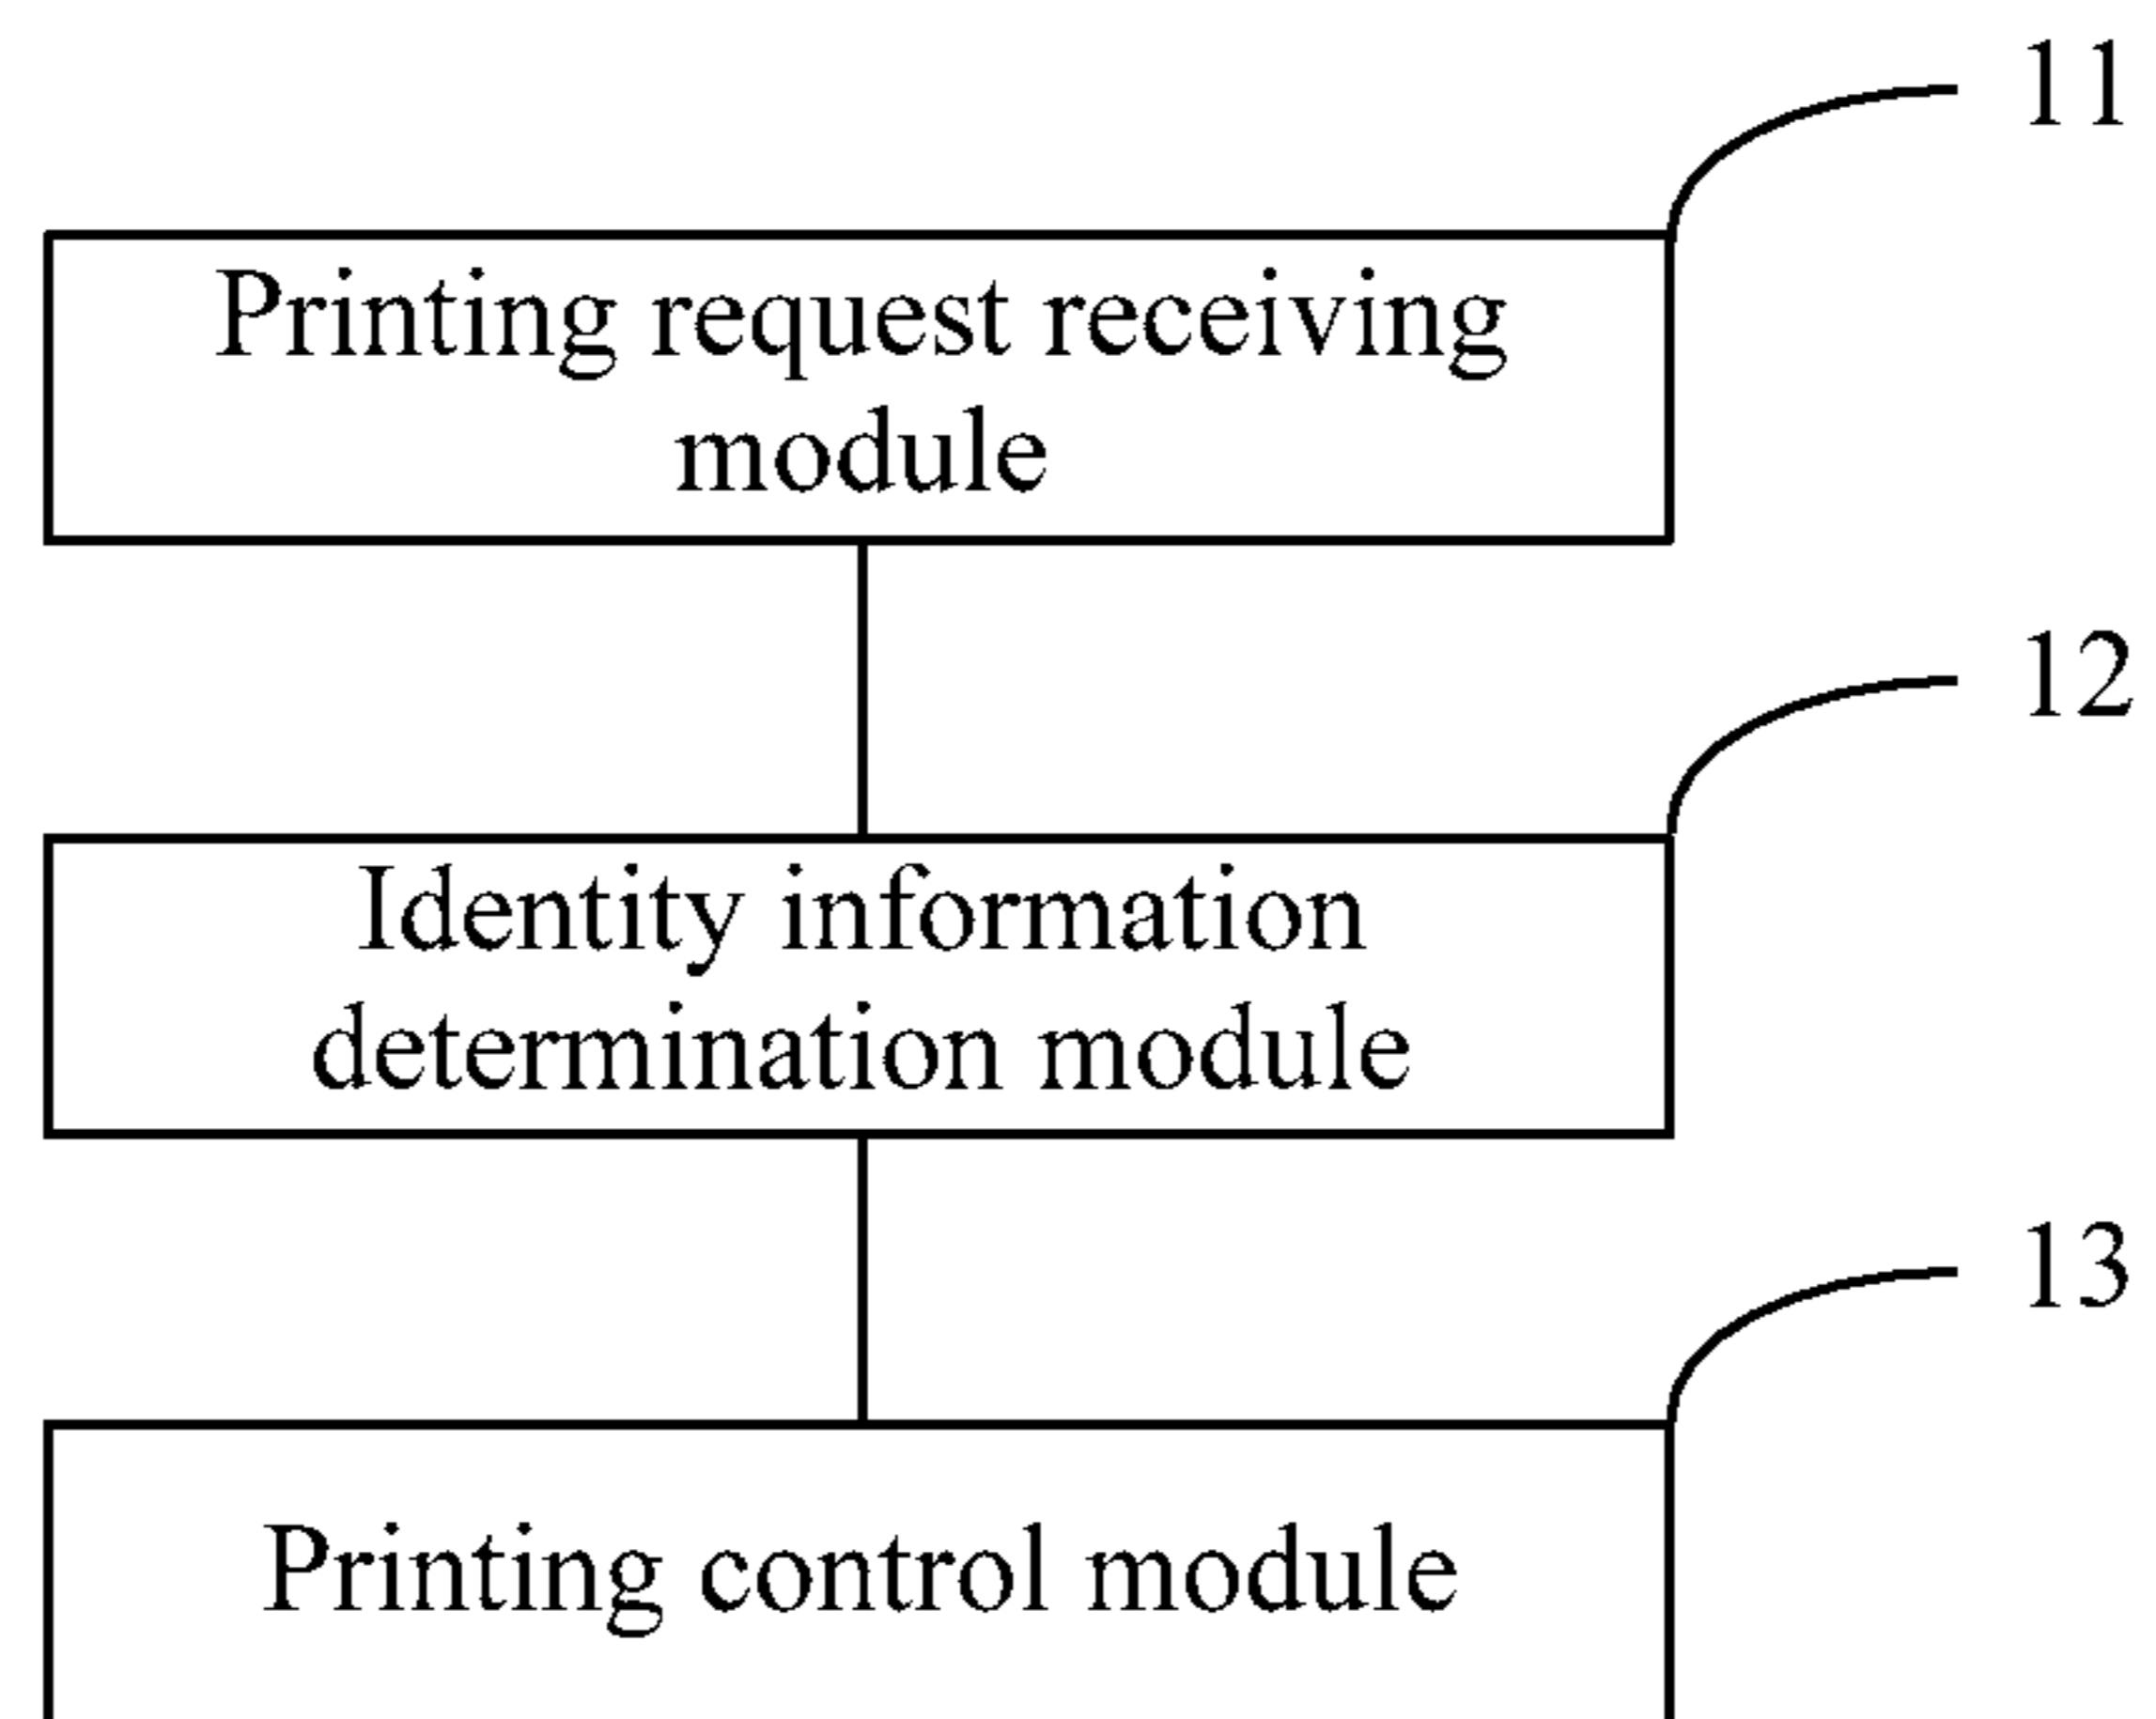 11
Printing request receiving
module
12
Identity information
determination module
13
Printing control module